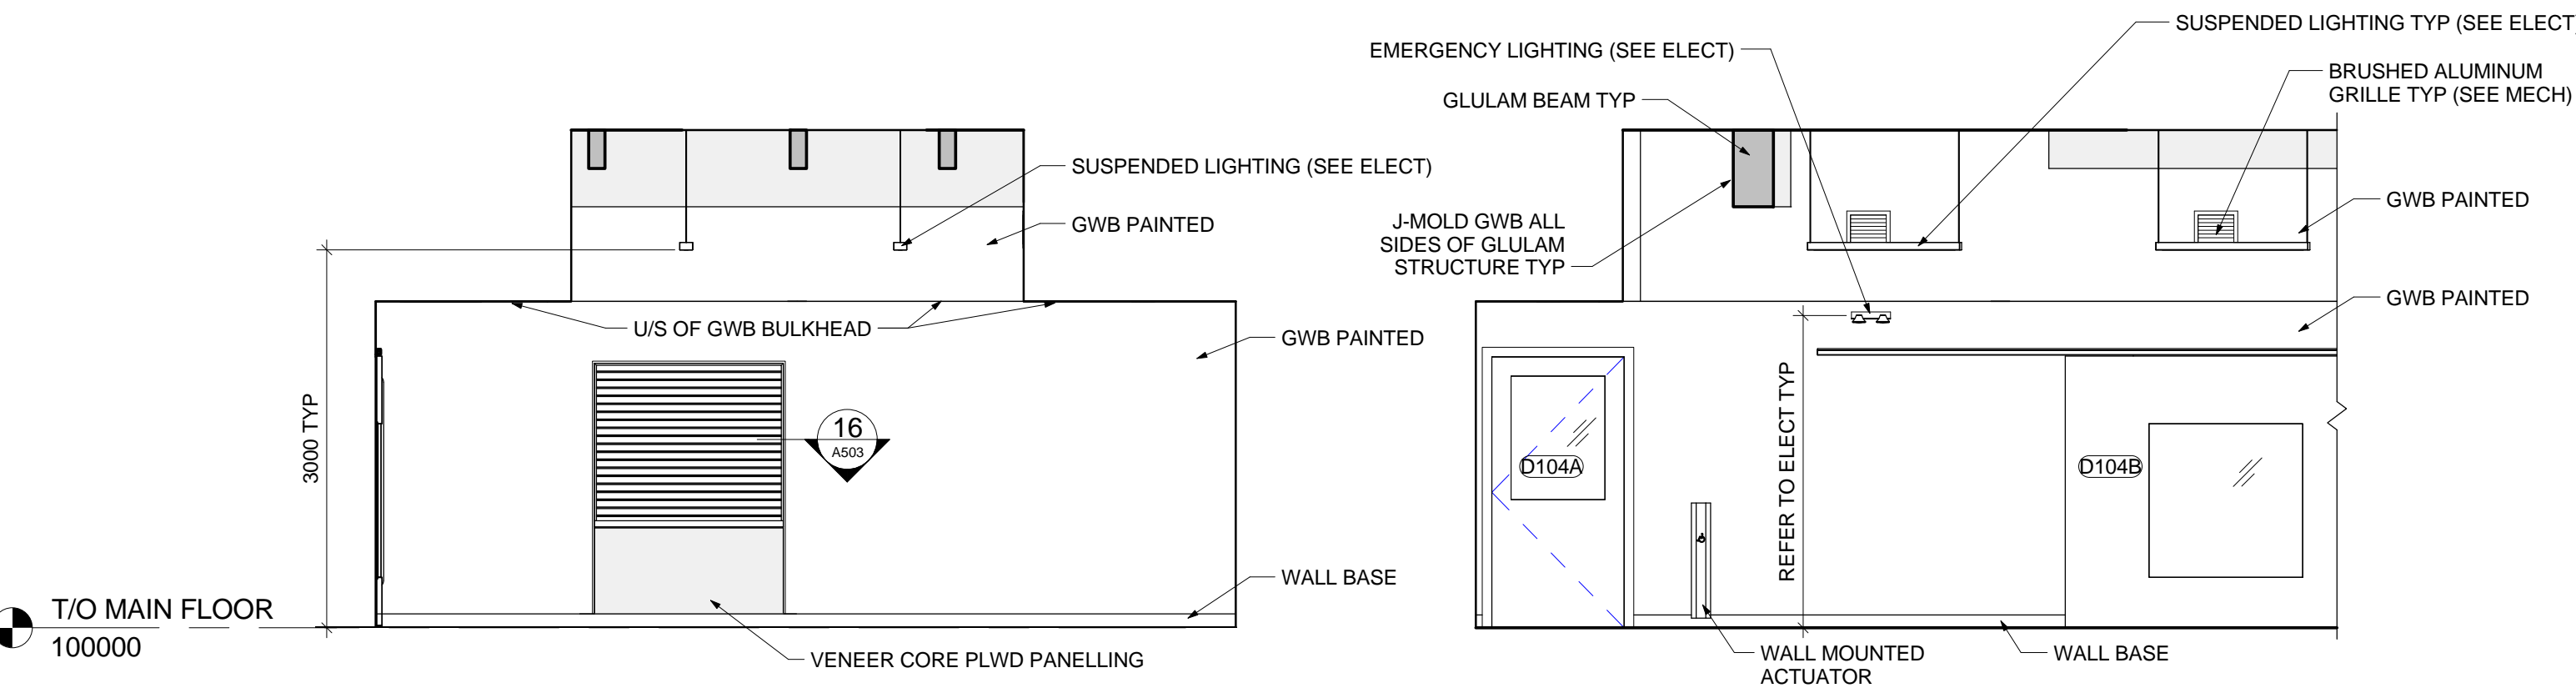 SUSPENDED LIGHTING TYP (SEE ELECT)
EMERGENCY LIGHTING (SEE ELECT)
BRUSHED ALUMINUM
GRILLE TYP (SEE MECH)
GLULAM BEAM TYP
SUSPENDED LIGHTING (SEE ELECT)
GWB PAINTED
GWB PAINTED
J-MOLD GWB ALL
SIDES OF GLULAM
STRUCTURE TYP
GWB PAINTED
U/S OF GWB BULKHEAD
GWB PAINTED
3000 TYP
16
A503
REFER TO ELECT TYP
D104A
D104B
WALL BASE
T/O MAIN FLOOR
100000
VENEER CORE PLWD PANELLING
WALL MOUNTED
ACTUATOR
WALL BASE